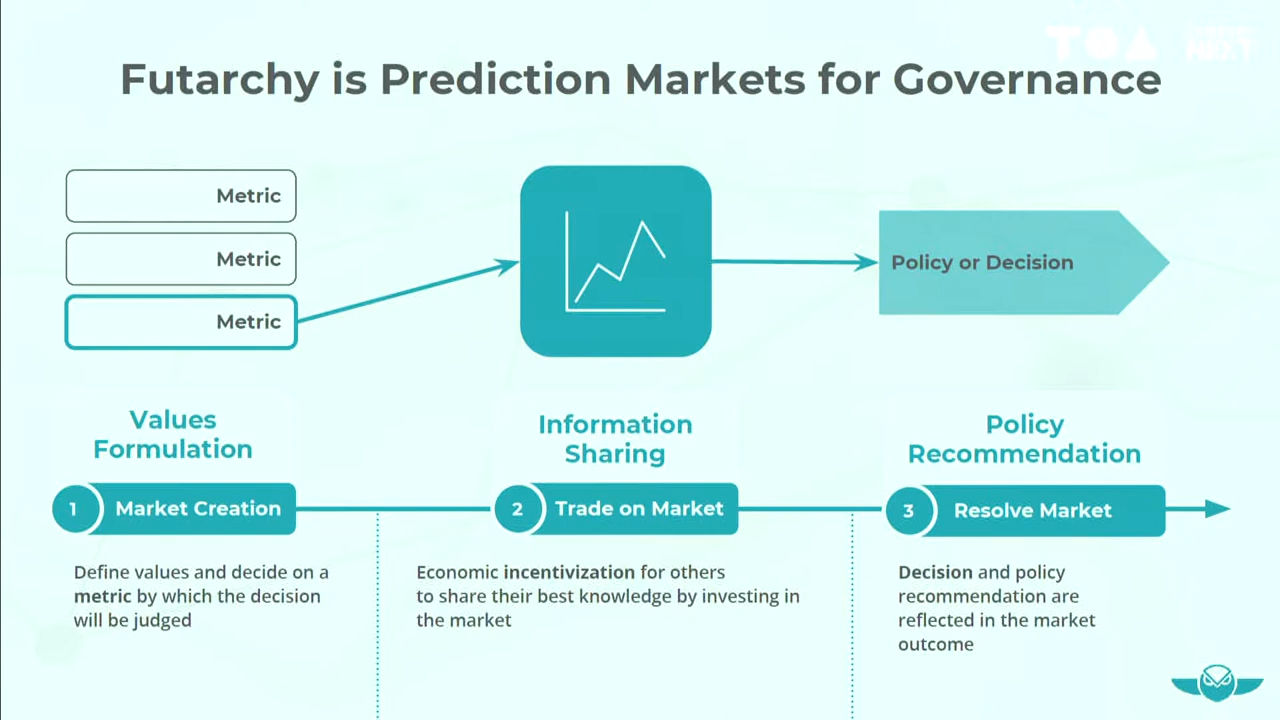 TOA
NEXT
Futarchy is Prediction Markets for Governance
Metric
Metric
Metric
Policy or Decision
Values
Formulation
Information
Sharing
Policy
Recommendation
1 Market Creation
2 Trade on Market
3 Resolve Market
Define values and decide on a
metric by which the decision
will be judged
Economic incentivization for others
to share their best knowledge by investing in
the market
Decision and policy
recommendation are
reflected in the market
outcome